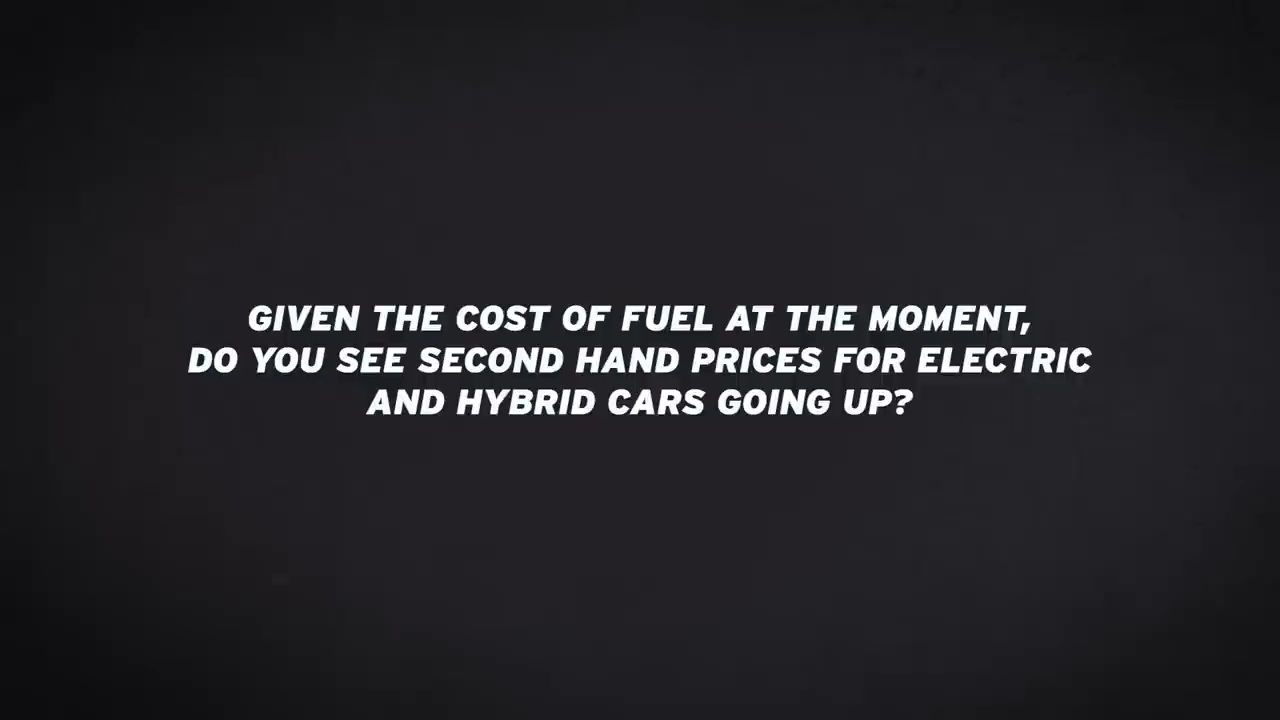 GIVEN THE COST OF FUEL AT THE MOMENT,
DO YOU SEE SECOND HAND PRICES FOR ELECTRIC
AND HYBRID CARS GOING UP?